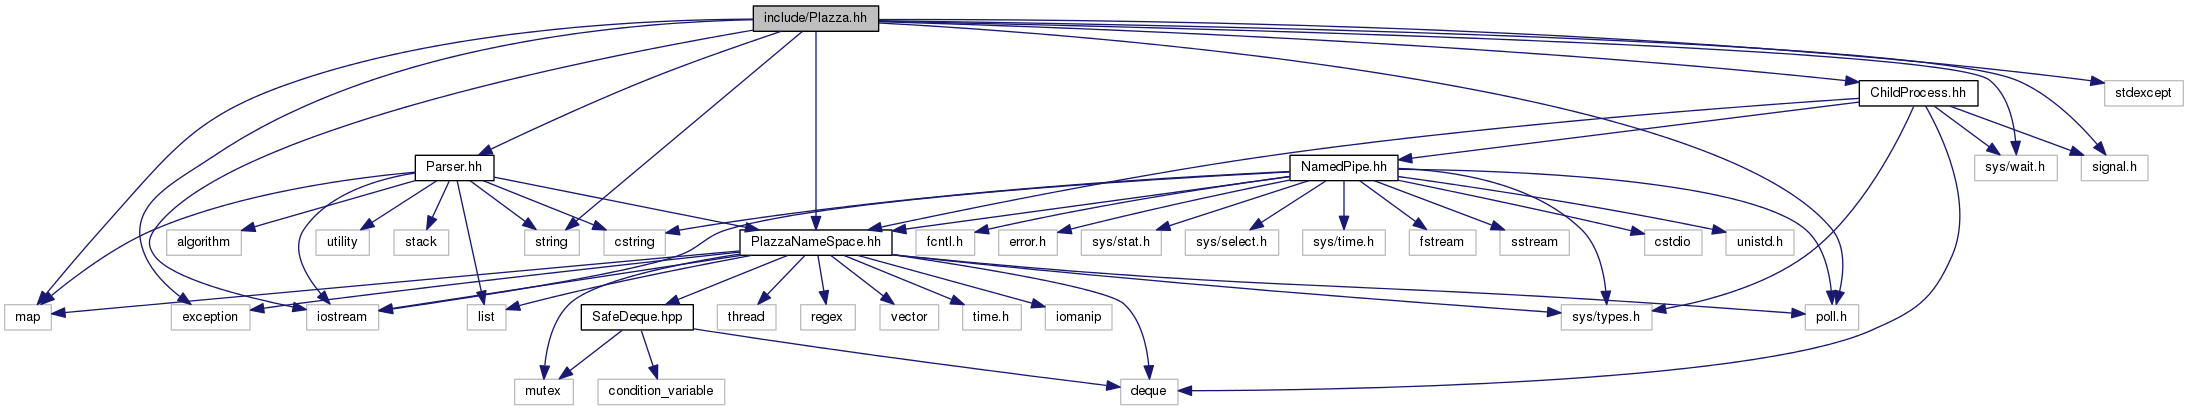 include/Plazza.hh
ChildProcess.hh
stdexcept
Parser.hh
NamedPipe.hh
sys/wait.h
signal.h
algorithm
utility
stack
string
cstring
PlazzaNameSpace.hh
fcntl.h
error.h
sys/stat.h
sys/select.h
sys/time.h
fstream
sstream
cstdio
unistd.h
map
exception
iostream
list
SafeDeque.hpp
thread
regex
vector
time.h
iomanip
sys/types.h
poll.h
mutex
condition_variable
deque